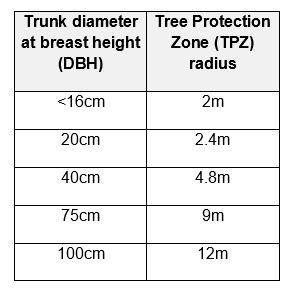 Trunk diameter
at breast height
(DBH)
Tree Protection
Zone (TPZ)
radius
<16cm
2m
20cm
2.4m
40cm
4.8m
75cm
9m
100cm
12m